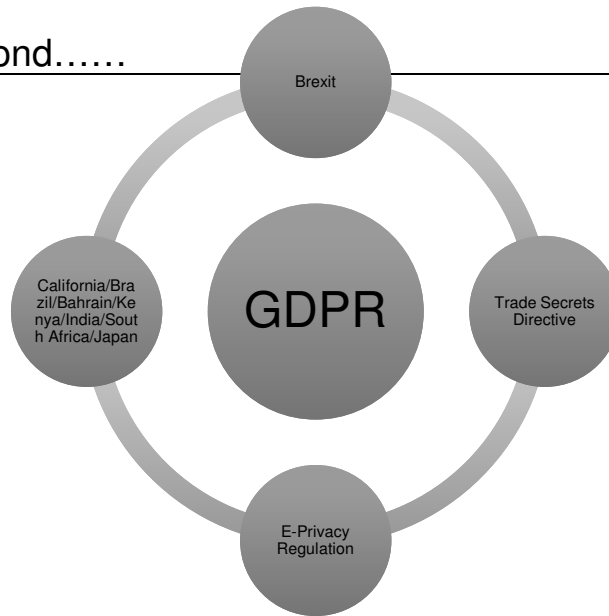 ond……
Brexit
California/Bra
zil/Bahrain/Ke
nya/India/Sout
h Africa/Japan
GDPR
Trade Secrets
Directive
E-Privacy
Regulation